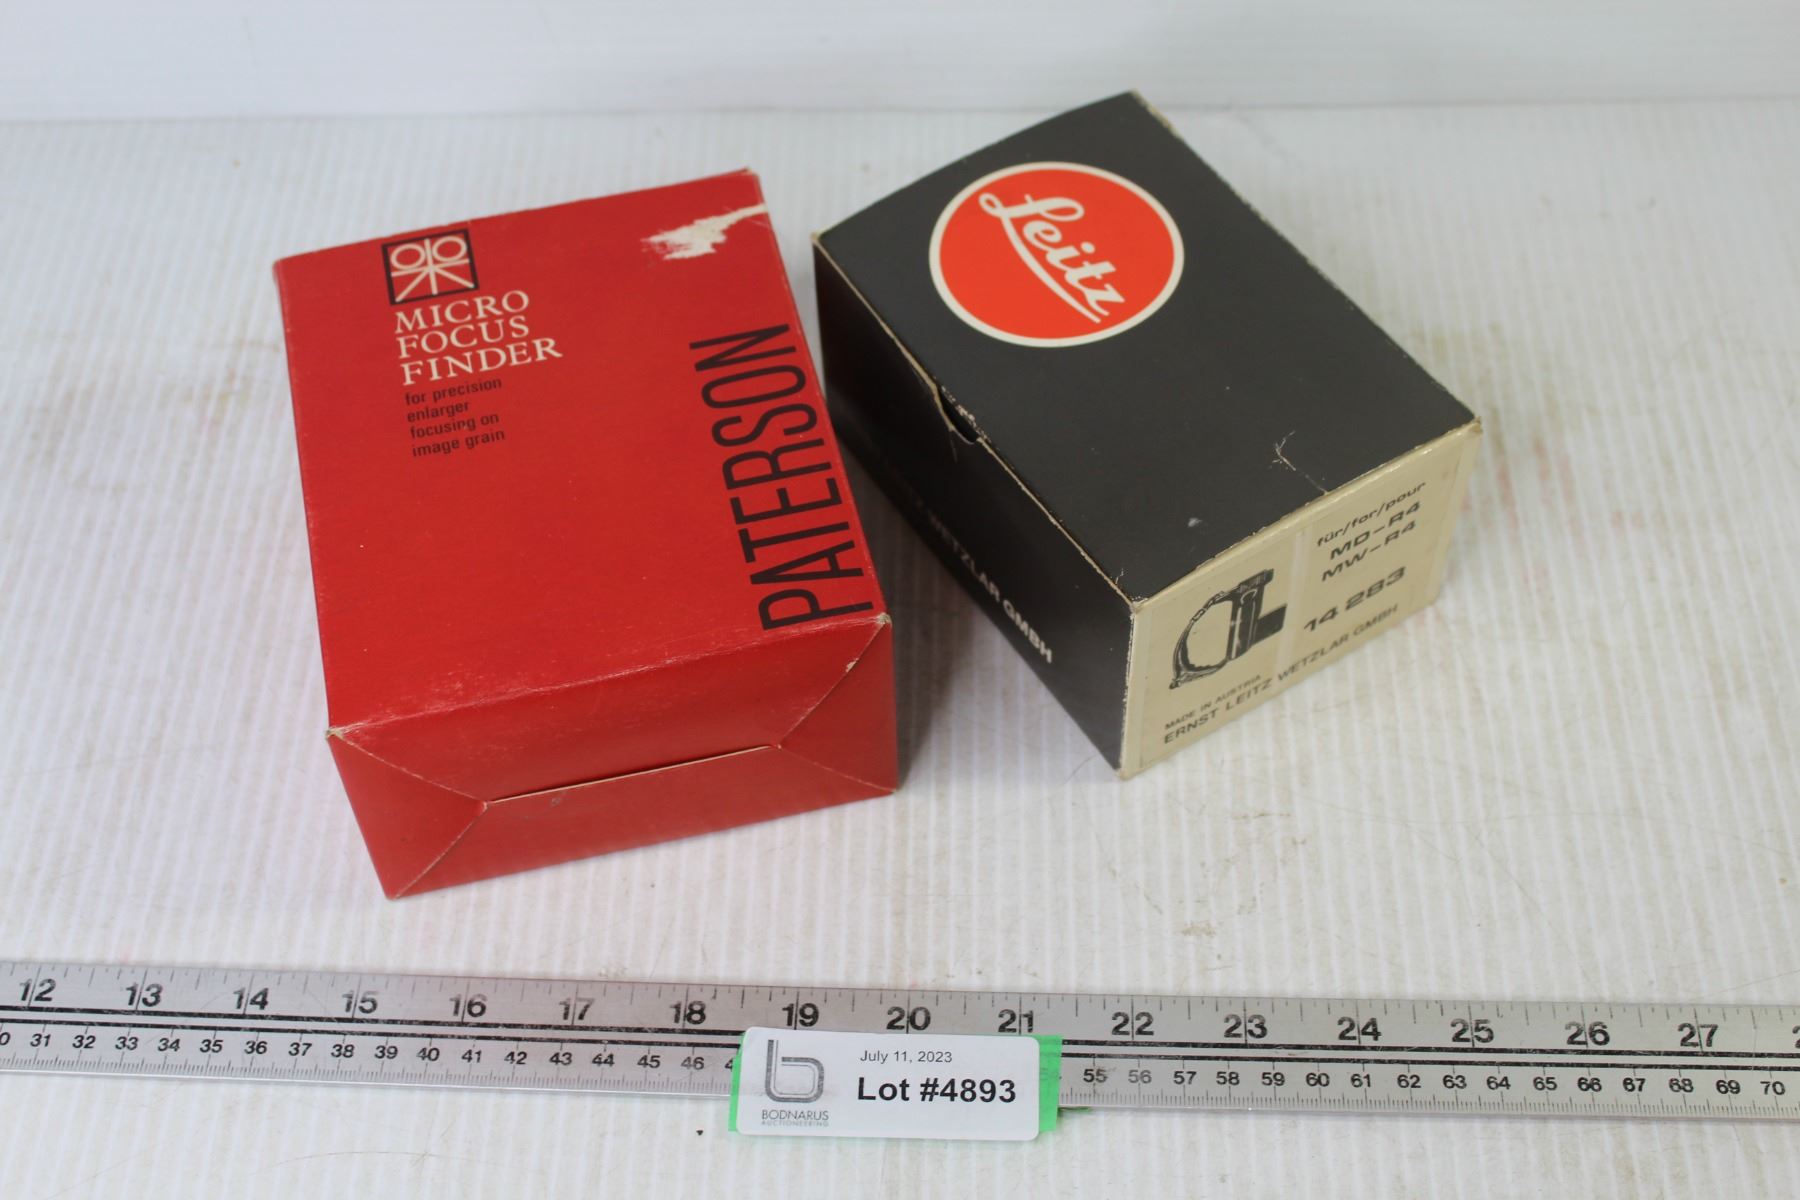 MICRO
FOCUS
FINDER
for precision
enlarger
focusing on
image grain
PATERSON
Leitz
WETZLAR GMBH
für/for/pour
MD-R4
MW-R4
14 283
MADE IN AUSTRIA
ERNST LEITZ WETZLAR GMBH
12 13 14 15 16 17 18 19 20 21 22 23 24 25 26 27
31 32 33 34 35 36 37 38 39 40 41 42 43 44 45 46 55 56 57 58 59 60 61 62 63 64 65 66 67 68 69 70
July 11, 2023
Lot #4893
BODNARUS
AUCTIONEERING